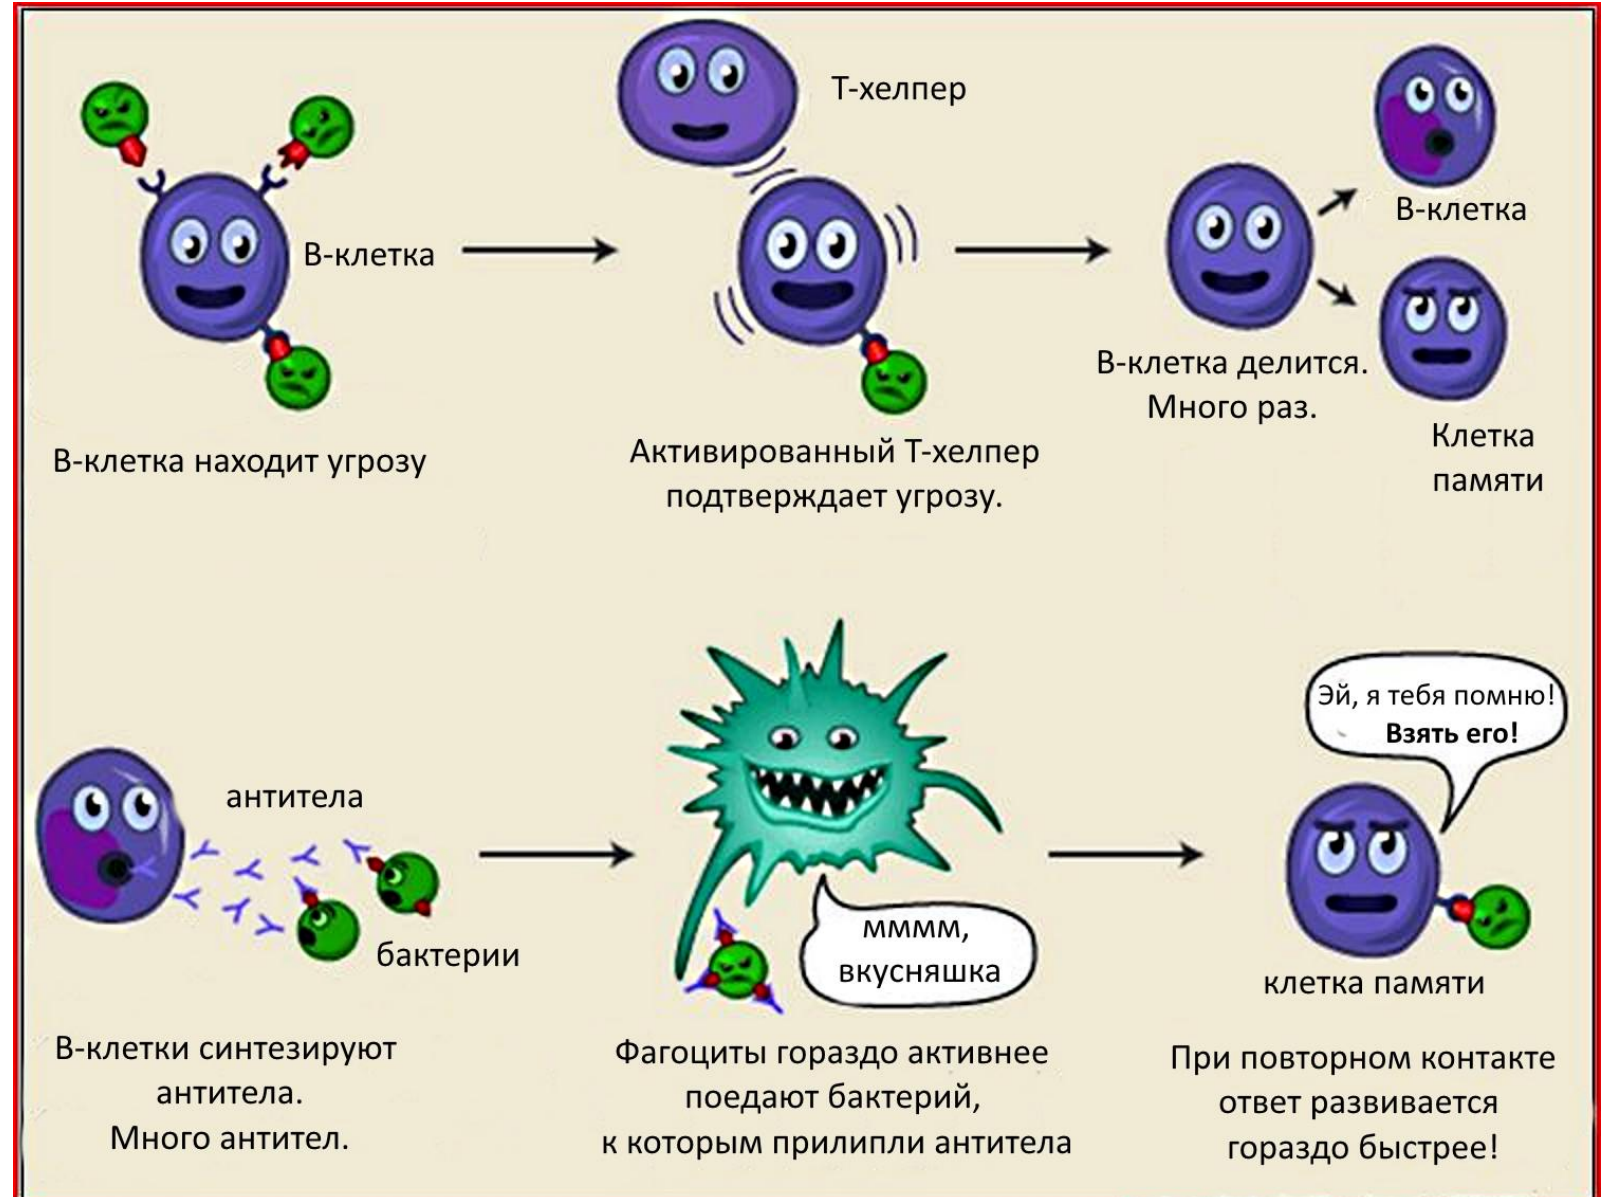 Т-хелпер
В-клетка
В-клетка
В-клетка находит угрозу
Активированный Т-хелпер
подтверждает угрозу.
В-клетка делится.
Много раз.
Клетка
памяти
антитела
бактерии
В-клетки синтезируют
антитела.
Много антител.
мммм,
вкусняшка
Фагоциты гораздо активнее
поедают бактерий,
к которым прилипли антитела
Эй, я тебя помню!
Взять его!
клетка памяти
При повторном контакте
ответ развивается
гораздо быстрее!